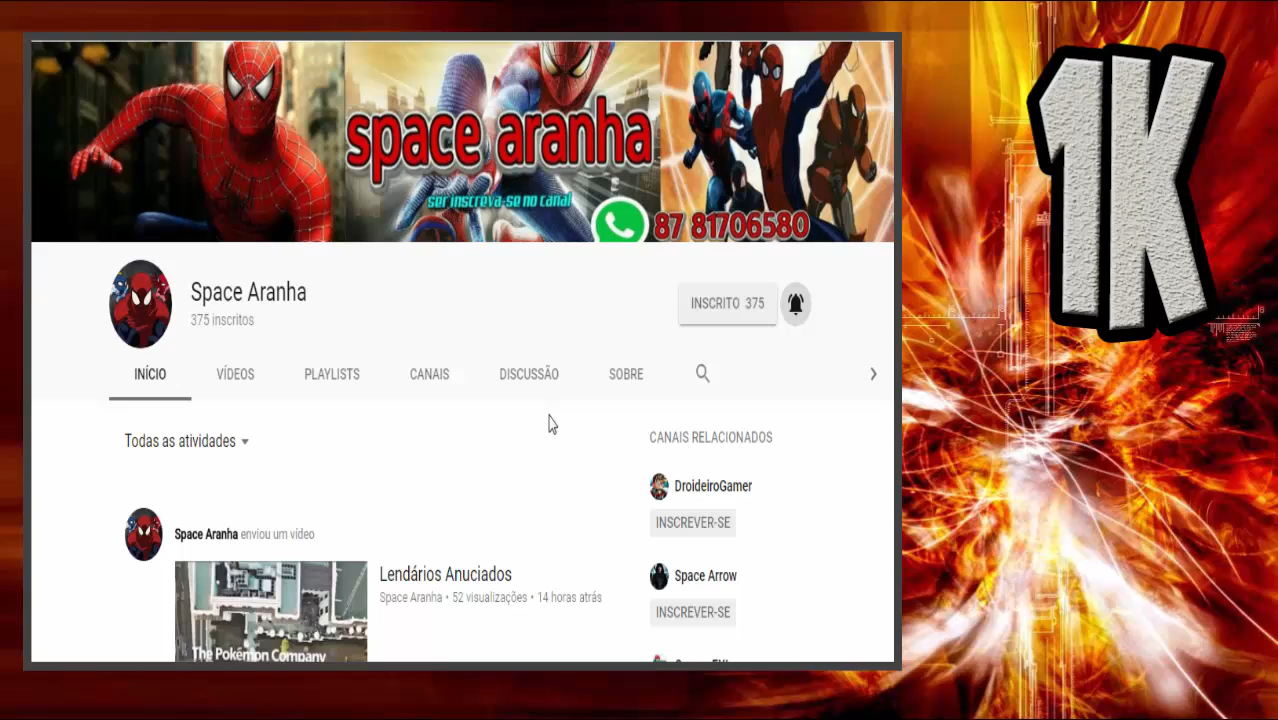 1K
space aranha
ser inscreva-se no canal
87 81706580
Space Aranha
375 inscritos
INSCRITO 375
INÍCIO VÍDEOS PLAYLISTS CANAIS DISCUSSÃO SOBRE
Todas as atividades
CANAIS RELACIONADOS
DroideiroGamer
INSCREVER-SE
Space Aranha enviou um vídeo
Lendários Anuciados
Space Aranha • 52 visualizações • 14 horas atrás
Space Arrow
INSCREVER-SE
The Pokémon Company